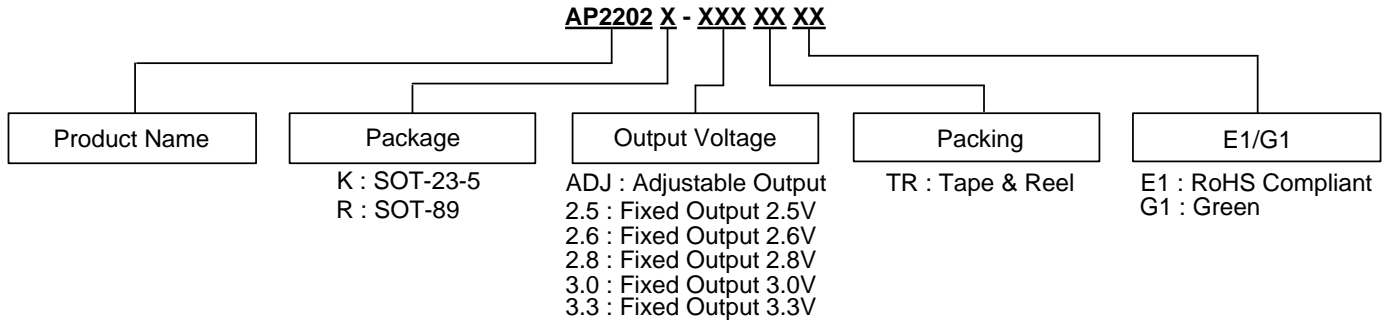 AP2202 X - XXX XX XX
Product Name
Package
Output Voltage
Packing
E1/G1
K : SOT-23-5
R : SOT-89
ADJ : Adjustable Output
2.5 : Fixed Output 2.5V
2.6 : Fixed Output 2.6V
2.8 : Fixed Output 2.8V
3.0 : Fixed Output 3.0V
3.3 : Fixed Output 3.3V
TR : Tape & Reel
E1 : RoHS Compliant
G1 : Green